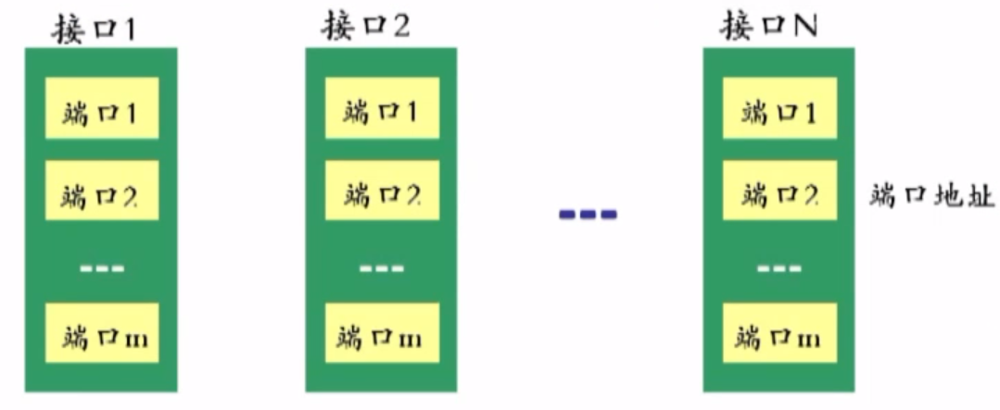 接口1 接口2 接口N
端口1 端口1 端口1
端口2 端口2 端口2 端口地址
--- --- --- ---
端口m 端口m 端口m